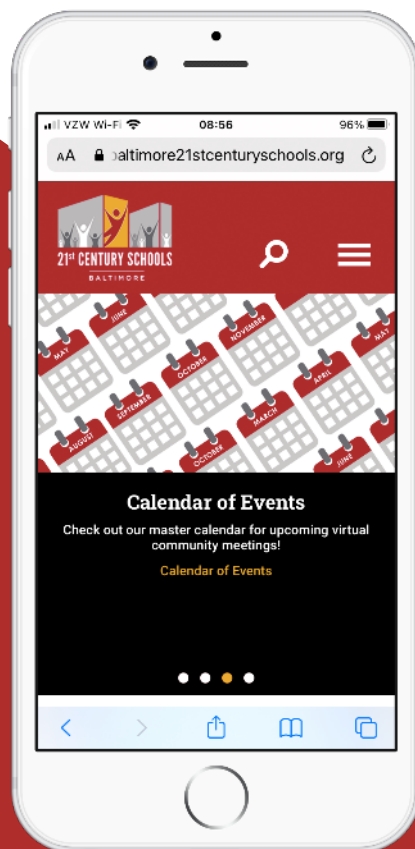 VZW Wi-Fi 08:56 96%
AA baltimore21stcenturyschools.org
21st CENTURY SCHOOLS
BALTIMORE
MAY
JUNE
AUGUST
SEPTEMBER
OCTOBER
NOVEMBER
OCTOBER
MARCH
APRIL
MAY
JUNE
Calendar of Events
Check out our master calendar for upcoming virtual
community meetings!
Calendar of Events